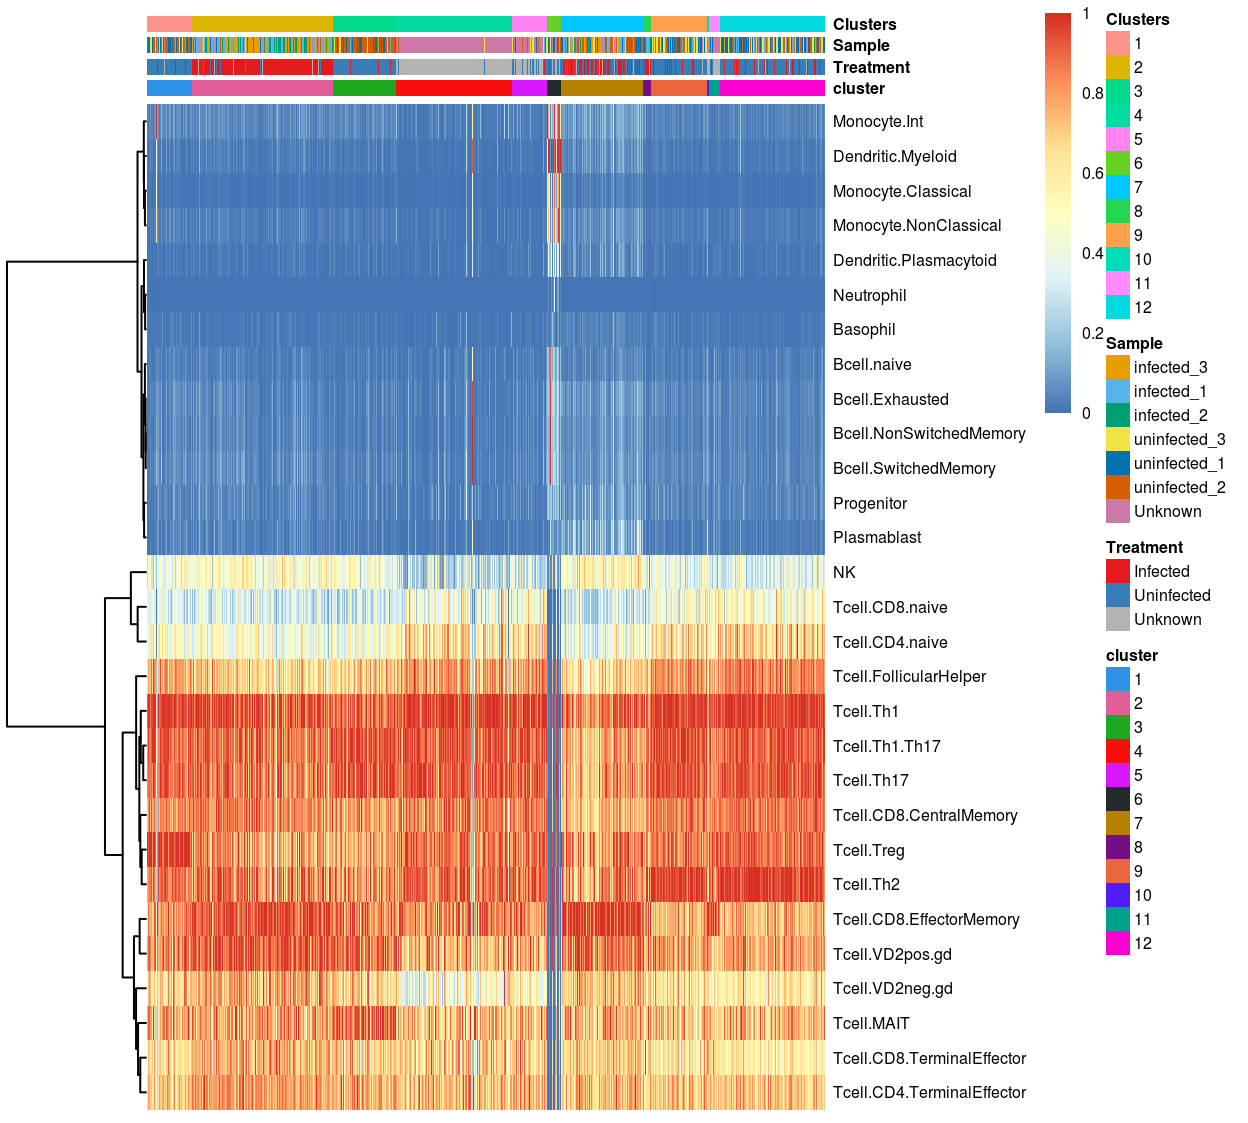 Clusters
Sample
Treatment
cluster
Monocyte.Int
Dendritic.Myeloid
Monocyte.Classical
Monocyte.NonClassical
Dendritic.Plasmacytoid
Neutrophil
Basophil
Bcell.naive
Bcell.Exhausted
Bcell.NonSwitchedMemory
Bcell.SwitchedMemory
Progenitor
Plasmablast
NK
Tcell.CD8.naive
Tcell.CD4.naive
Tcell.FollicularHelper
Tcell.Th1
Tcell.Th1.Th17
Tcell.Th17
Tcell.CD8.CentralMemory
Tcell.Treg
Tcell.Th2
Tcell.CD8.EffectorMemory
Tcell.VD2pos.gd
Tcell.VD2neg.gd
Tcell.MAIT
Tcell.CD8.TerminalEffector
Tcell.CD4.TerminalEffector
1
0.8
0.6
0.4
0.2
0
Clusters
1
2
3
4
5
6
7
8
9
10
11
12
Sample
infected_3
infected_1
infected_2
uninfected_3
uninfected_1
uninfected_2
Unknown
Treatment
Infected
Uninfected
Unknown
cluster
1
2
3
4
5
6
7
8
9
10
11
12